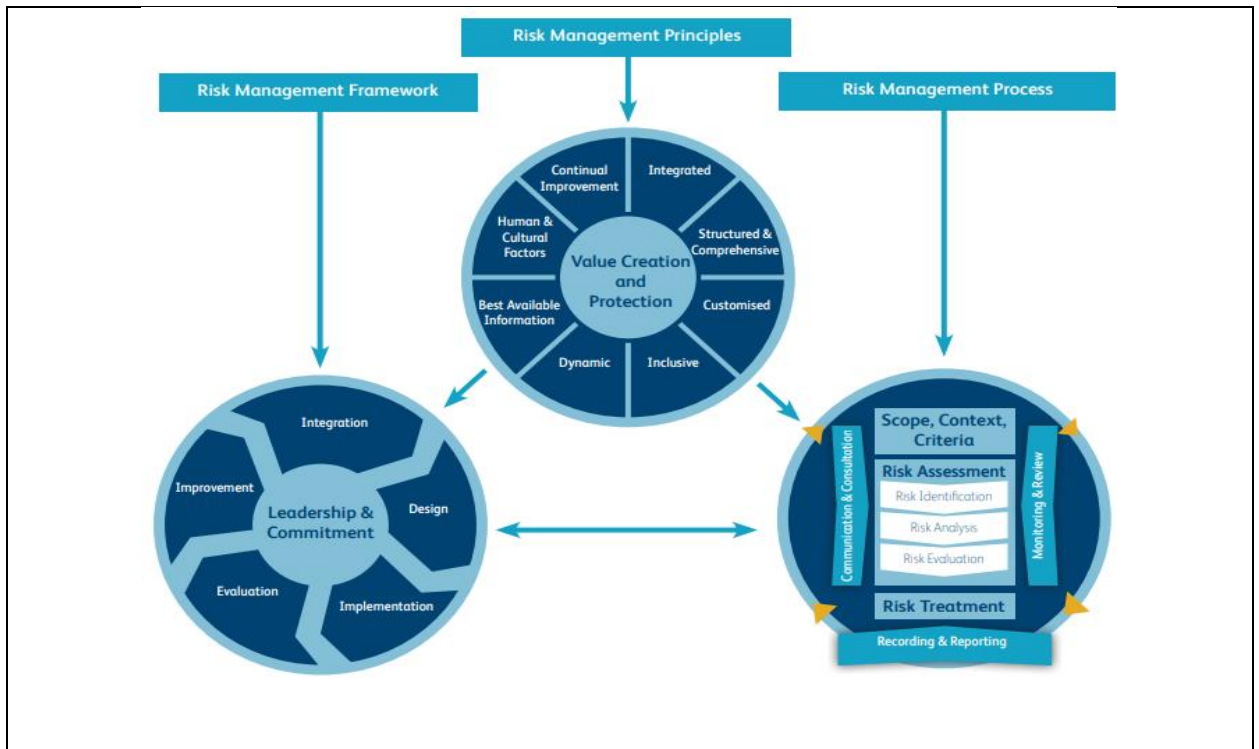 Risk Management Principles
Risk Management Framework
Risk Management Process
Continual
Improvement
Integrated
Human &
Cultural
Factors
Structured &
Comprehensive
Value Creation
and
Protection
Best Available
Information
Customised
Dynamic
Inclusive
Integration
Improvement
Design
Leadership &
Commitment
Evaluation
Implementation
Scope, Context,
Criteria
Communication & Consultation
Risk Assessment
Risk Identification
Risk Analysis
Risk Evaluation
Monitoring & Review
Risk Treatment
Recording & Reporting